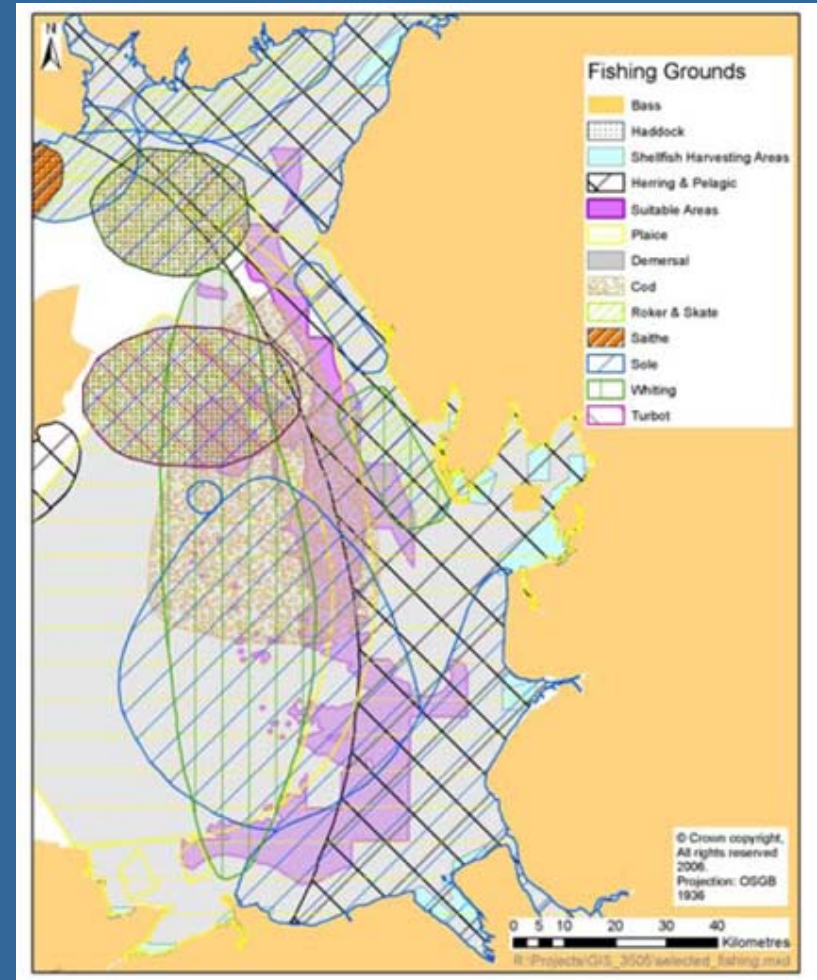 N
Fishing Grounds
Bass
Haddock
Shellfish Harvesting Areas
Herring & Pelagic
Suitable Areas
Plaice
Demersal
Cod
Roker & Skate
Saithe
Sole
Whiting
Turbot
© Crown copyright,
All rights reserved
2006.
Projection: OSGB
1936
0 5 10 20 30 40
Kilometres
R:\Projects\GIS_3505\selected_fishing.mxd